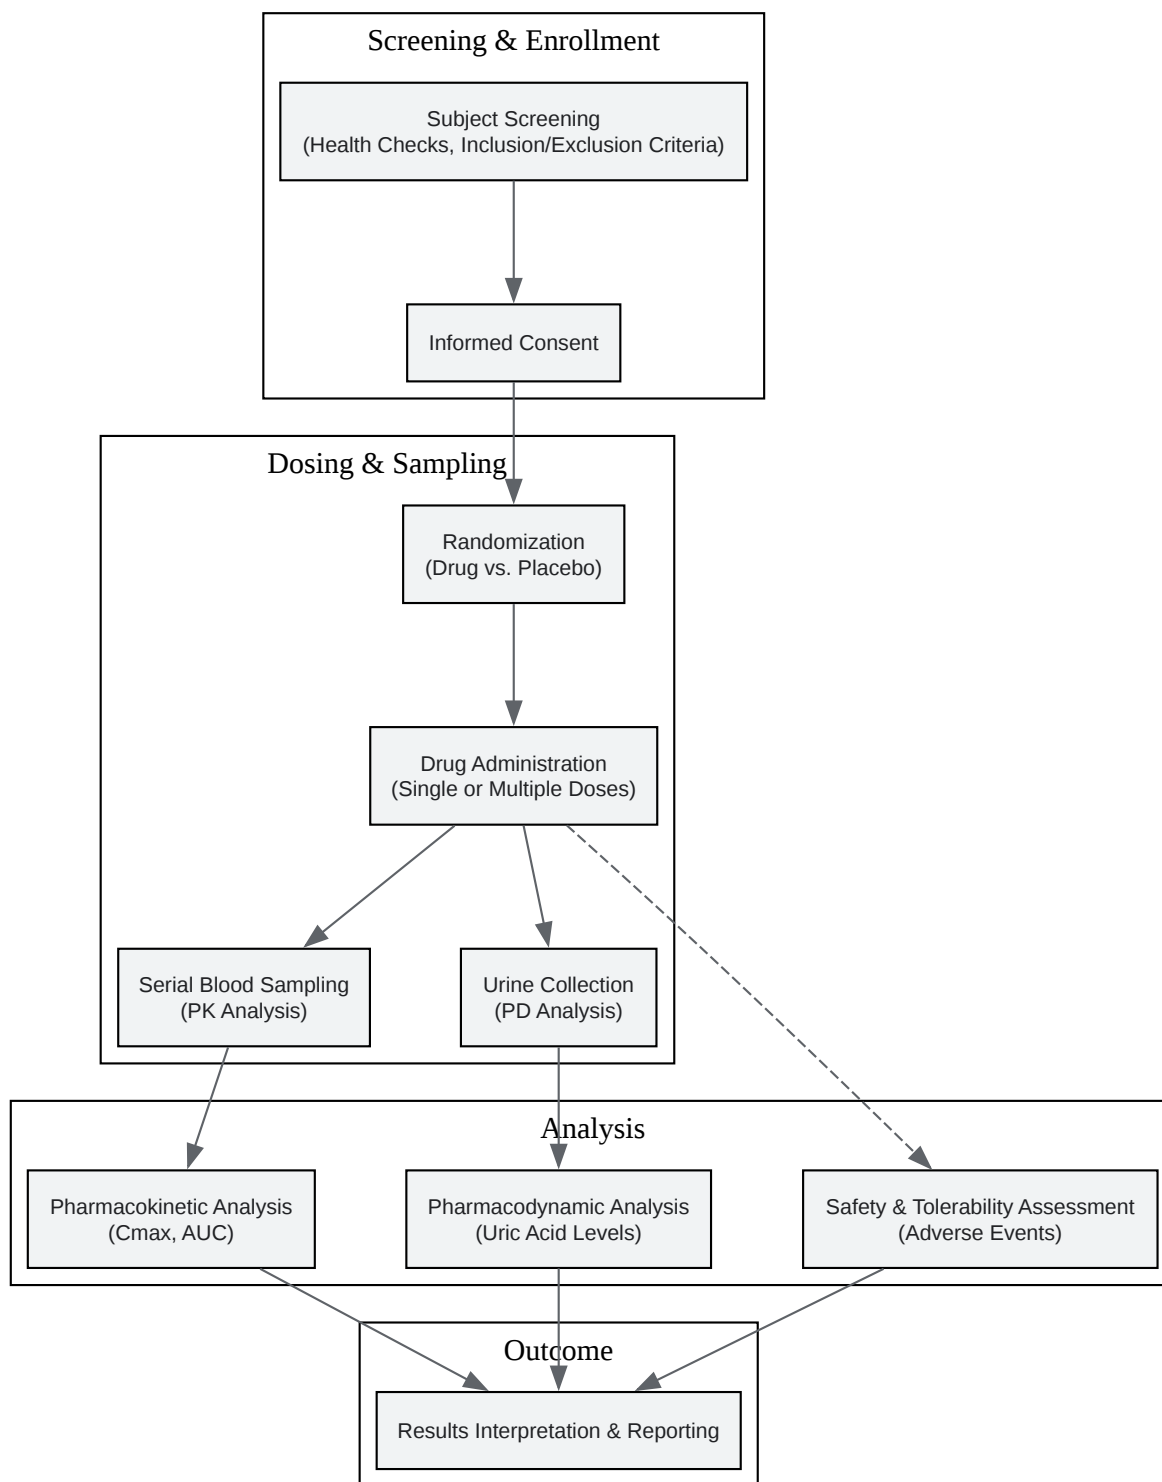 Screening & Enrollment
Subject Screening
(Health Checks, Inclusion/Exclusion Criteria)
Informed Consent
Dosing & Sampling
Randomization
(Drug vs. Placebo)
Drug Administration
(Single or Multiple Doses)
Serial Blood Sampling
(PK Analysis)
Urine Collection
(PD Analysis)
Analysis
Pharmacokinetic Analysis
(Cmax, AUC)
Pharmacodynamic Analysis
(Uric Acid Levels)
Safety & Tolerability Assessment
(Adverse Events)
Outcome
Results Interpretation & Reporting